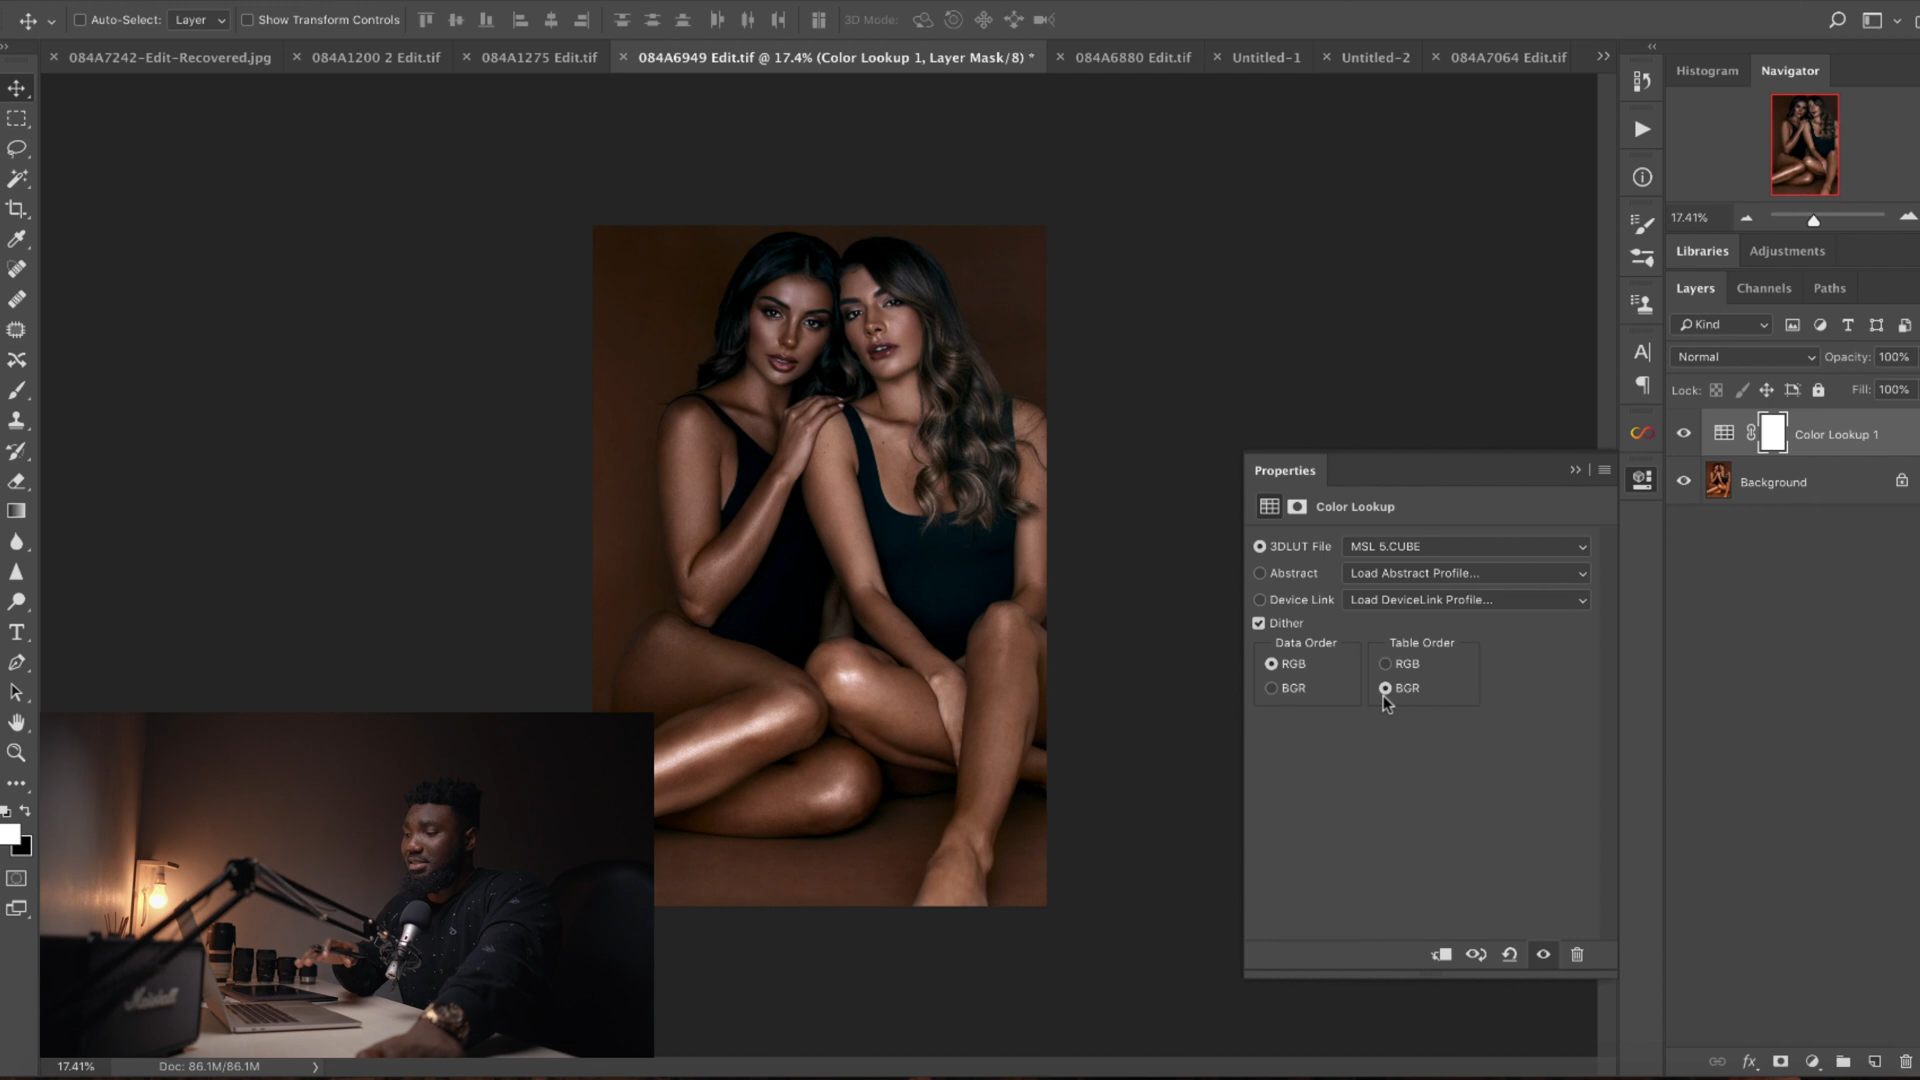 Auto-Select: Layer Show Transform Controls 3D Mode:
084A7242-Edit-Recovered.jpg 084A1200 2 Edit.tif 084A1275 Edit.tif 084A6949 Edit.tif @ 17.4% (Color Lookup 1, Layer Mask/8) * 084A6880 Edit.tif Untitled-1 Untitled-2 084A7064 Edit.tif
Histogram Navigator
17.41%
Libraries Adjustments
Layers Channels Paths
Kind
Normal Opacity: 100%
Lock: Fill: 100%
Color Lookup 1
Background
Properties
Color Lookup
3DLUT File MSL 5.CUBE
Abstract Load Abstract Profile...
Device Link Load DeviceLink Profile...
Dither
Data Order Table Order
RGB RGB
BGR BGR
Marshall
17.41% Doc: 86.1M/86.1M